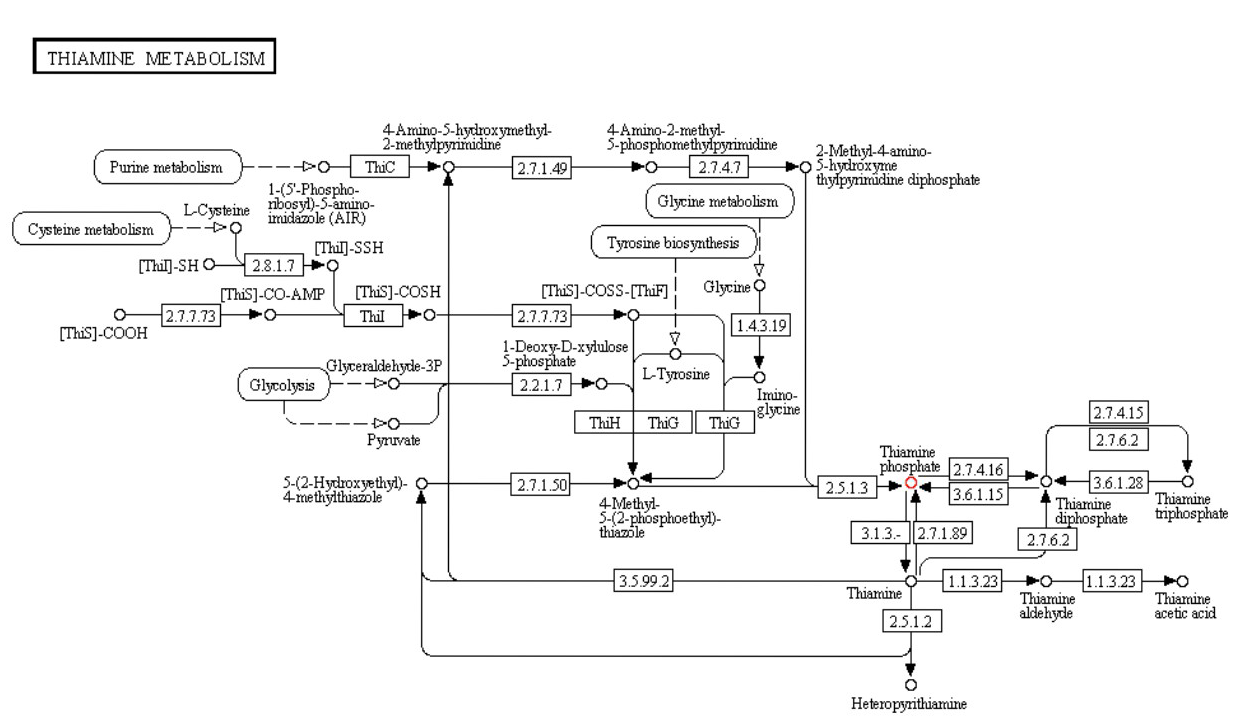 THIAMINE METABOLISM
4-Amino-5-hydroxymethyl-
2-methylpyrimidine
4-Amino-2-methyl-
5-phosphomethylpyrimidine
2-Methyl-4-amino-
5-hydroxyme
thylpyrimidine diphosphate
Purine metabolism
ThiC
2.7.1.49
2.7.4.7
1-(5'-Phospho-
ribosyl)-5-amino-
imidazole (AIR)
Glycine metabolism
L-Cysteine
Cysteine metabolism
Tyrosine biosynthesis
[ThiI]-SSH
[ThiI]-SH
2.8.1.7
Glycine
[ThiS]-CO-AMP
[ThiS]-COSH
[ThiS]-COSS-[ThiF]
2.7.7.73
ThiI
2.7.7.73
1.4.3.19
[ThiS]-COOH
1-Deoxy-D-xylulose
5-phosphate
Glyceraldehyde-3P
L-Tyrosine
Glycolysis
2.2.1.7
Imino-
glycine
Pyruvate
ThiH
ThiG
ThiG
2.7.4.15
2.7.6.2
Thiamine
phosphate
5-(2-Hydroxyethyl)-
4-methylthiazole
2.7.1.50
2.5.1.3
2.7.4.16
3.6.1.15
3.6.1.28
4-Methyl-
5-(2-phosphoethyl)-
thiazole
Thiamine
diphosphate
Thiamine
triphosphate
3.1.3.-
2.7.1.89
2.7.6.2
3.5.99.2
Thiamine
1.1.3.23
1.1.3.23
Thiamine
aldehyde
Thiamine
acetic acid
2.5.1.2
Heteropyrithiamine